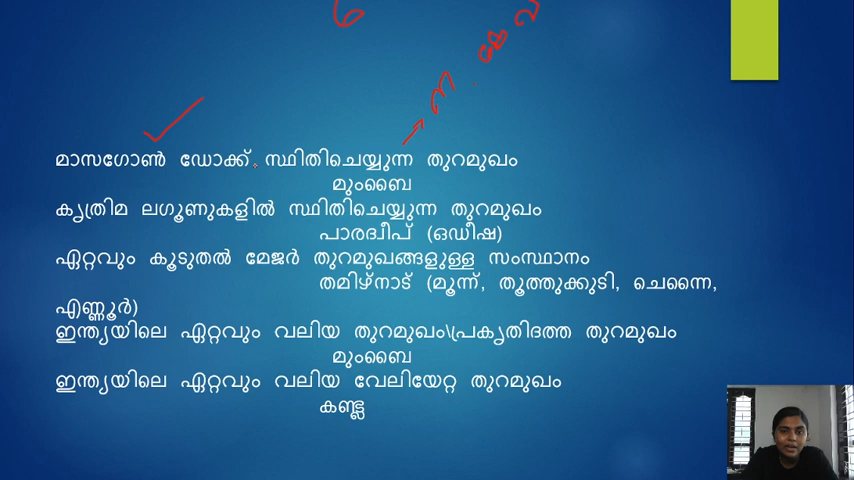 മാസഗോൺ ഡോക്ക് സ്ഥിതിചെയ്യുന്ന തുറമുഖം
മുംബൈ
കൃത്രിമ ലഗൂണുകളിൽ സ്ഥിതിചെയ്യുന്ന തുറമുഖം
പാരദ്വീപ് (ഒഡീഷ)
ഏറ്റവും കൂടുതൽ മേജർ തുറമുഖങ്ങളുള്ള സംസ്ഥാനം
തമിഴ്നാട് (മൂന്ന്, തൂത്തുക്കുടി, ചെന്നൈ,
എണ്ണൂർ)
ഇന്ത്യയിലെ ഏറ്റവും വലിയ തുറമുഖം\പ്രകൃതിദത്ത തുറമുഖം
മുംബൈ
ഇന്ത്യയിലെ ഏറ്റവും വലിയ വേലിയേറ്റ തുറമുഖം
കണ്ട്ല